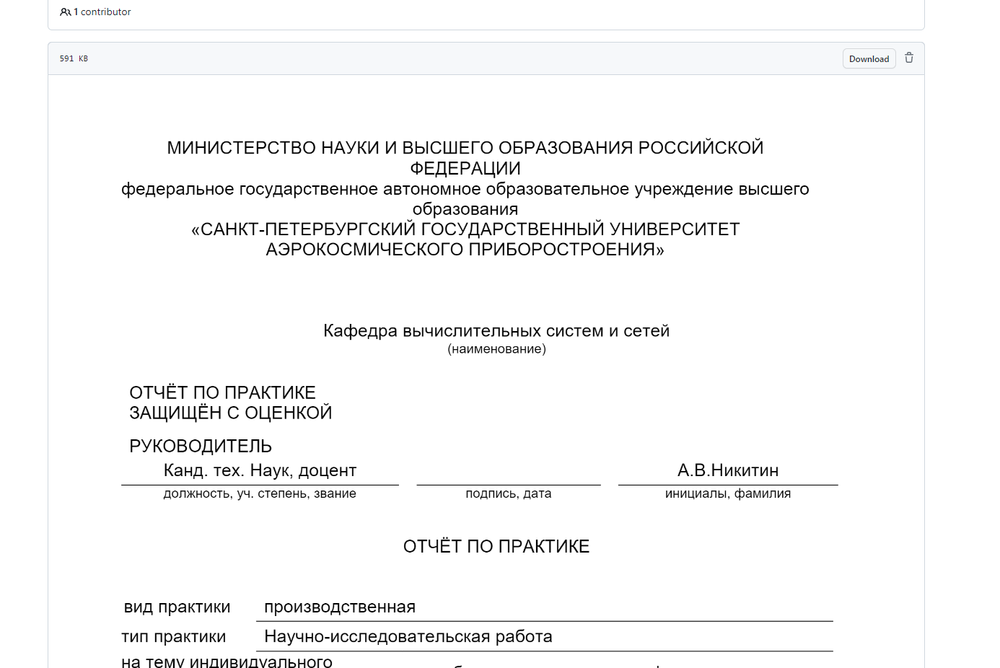 1 contributor
591 KB
Download
МИНИСТЕРСТВО НАУКИ И ВЫСШЕГО ОБРАЗОВАНИЯ РОССИЙСКОЙ
ФЕДЕРАЦИИ
федеральное государственное автономное образовательное учреждение высшего
образования
«САНКТ-ПЕТЕРБУРГСКИЙ ГОСУДАРСТВЕННЫЙ УНИВЕРСИТЕТ
АЭРОКОСМИЧЕСКОГО ПРИБОРОСТРОЕНИЯ»
Кафедра вычислительных систем и сетей
(наименование)
ОТЧЁТ ПО ПРАКТИКЕ
ЗАЩИЩЁН С ОЦЕНКОЙ
РУКОВОДИТЕЛЬ
Канд. тех. Наук, доцент А.В.Никитин
должность, уч. степень, звание подпись, дата инициалы, фамилия
ОТЧЁТ ПО ПРАКТИКЕ
вид практики производственная
тип практики Научно-исследовательская работа
на тему индивидуального